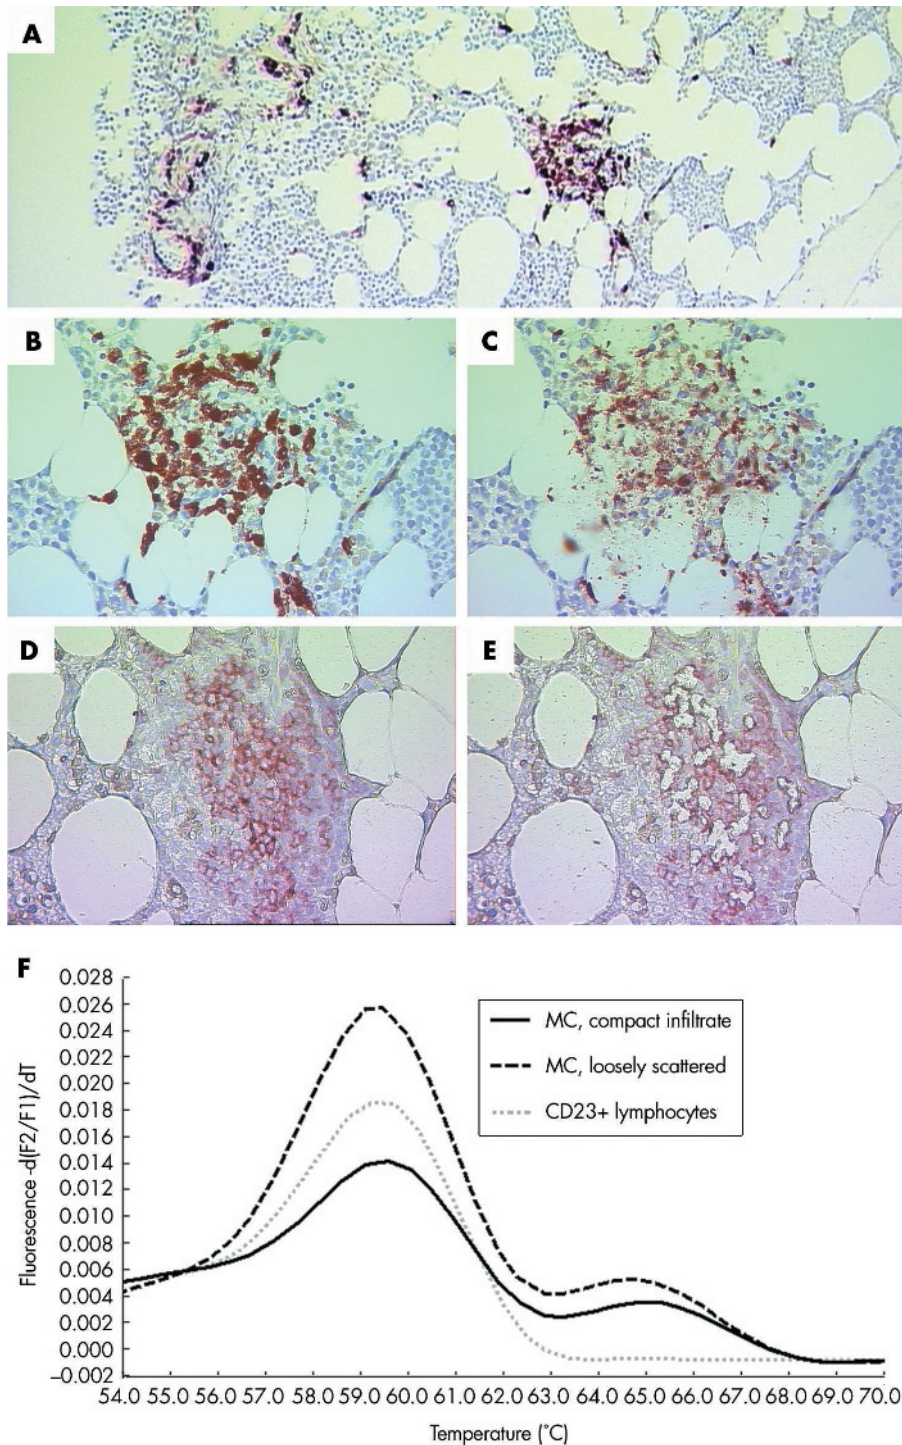 A
B
C
D
E
F
Fluorescence -d(F2/F1)/dT
0.028
0.026
0.024
0.022
0.020
0.018
0.016
0.014
0.012
0.010
0.008
0.006
0.004
0.002
0.000
–0.002
MC, compact infiltrate
MC, loosely scattered
CD23+ lymphocytes
54.0 55.0 56.0 57.0 58.0 59.0 60.0 61.0 62.0 63.0 64.0 65.0 66.0 67.0 68.0 69.0 70.0
Temperature (˚C)